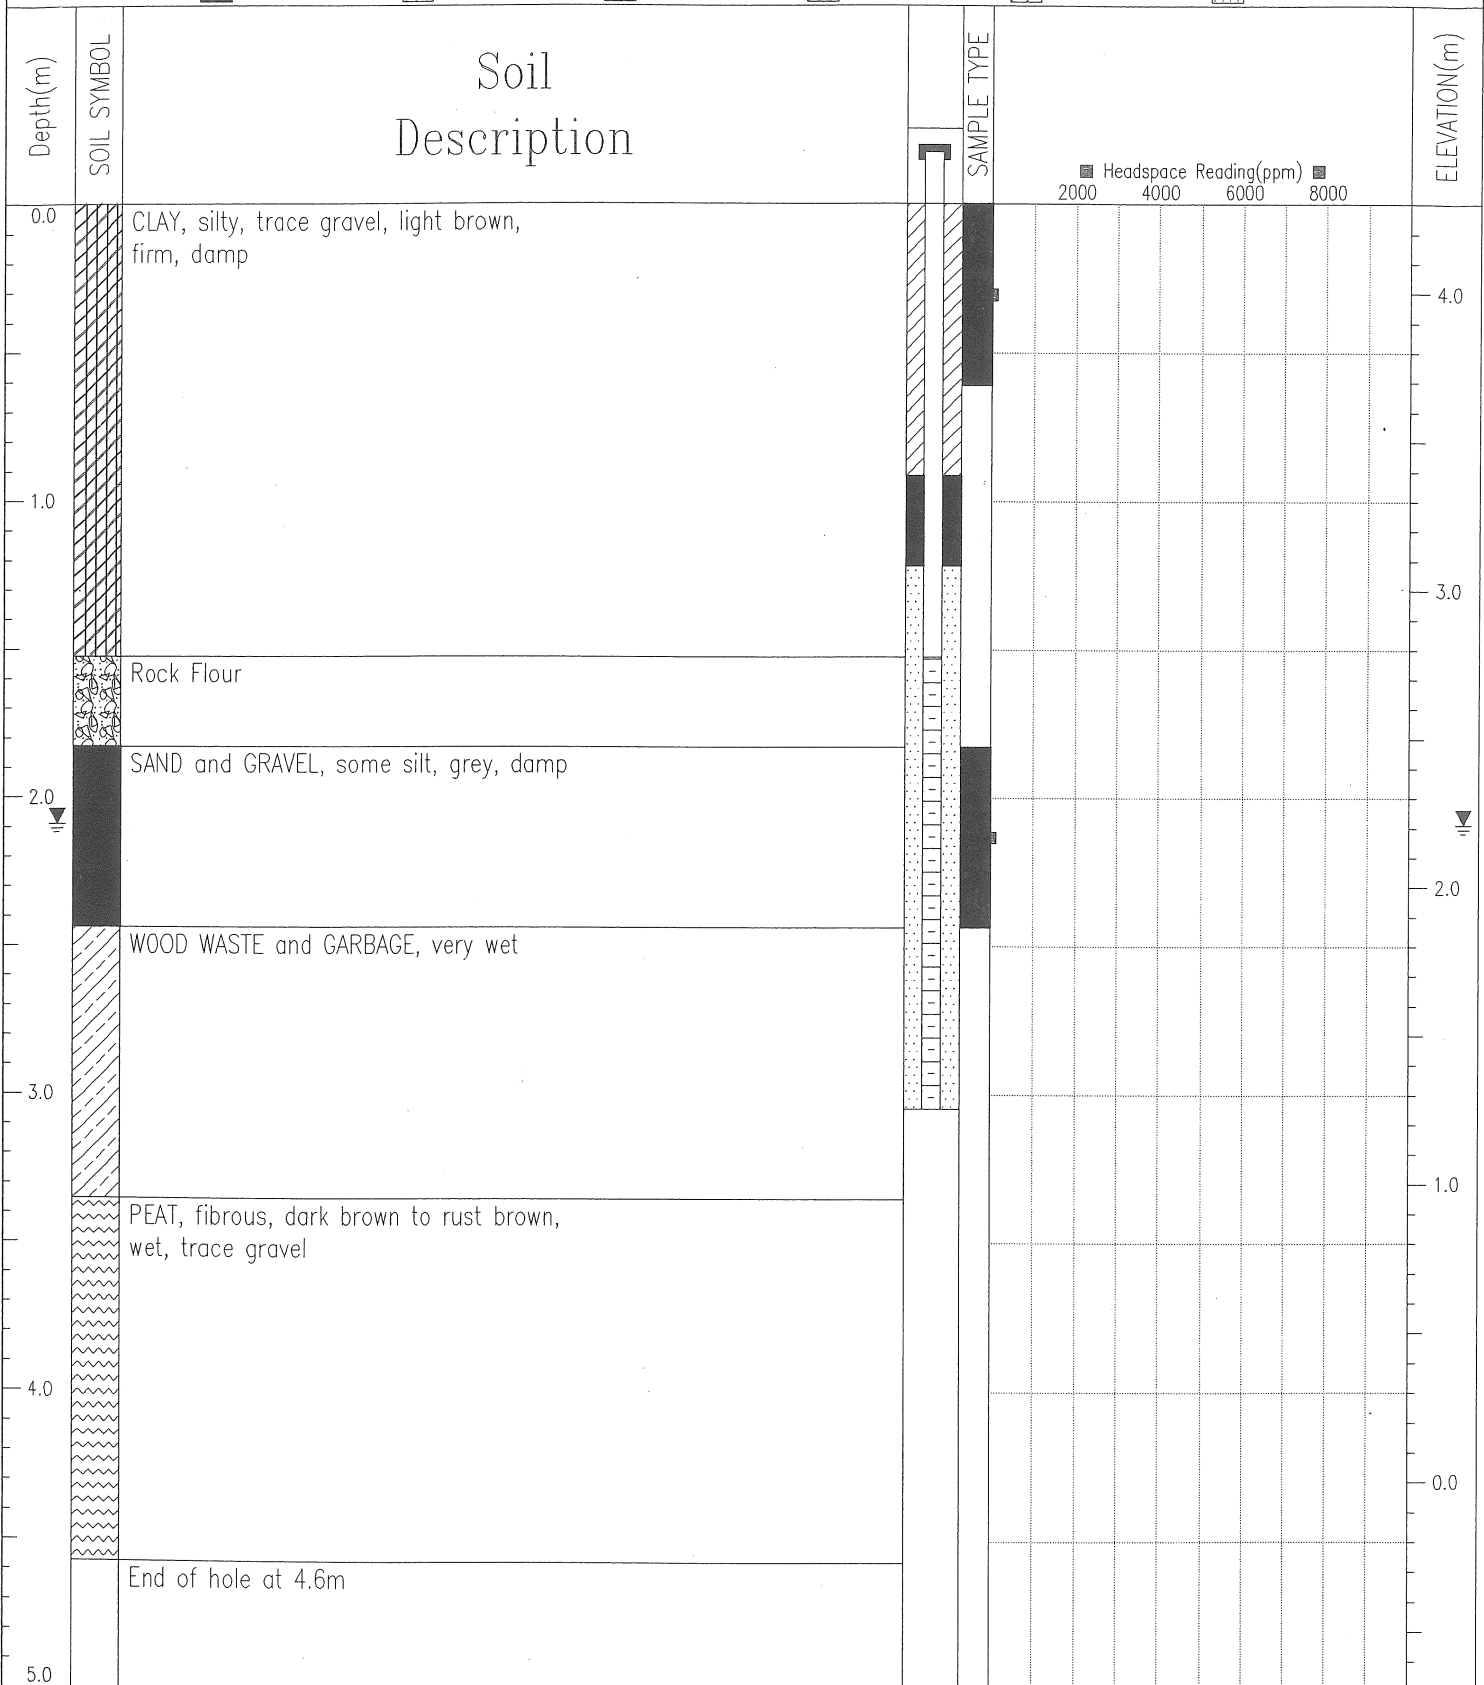 Depth(m)
SOIL SYMBOL
Soil
Description
SAMPLE TYPE
■ Headspace Reading(ppm) ■
2000 4000 6000 8000
ELEVATION(m)
0.0
CLAY, silty, trace gravel, light brown,
firm, damp
4.0
1.0
3.0
Rock Flour
SAND and GRAVEL, some silt, grey, damp
2.0
2.0
WOOD WASTE and GARBAGE, very wet
3.0
1.0
PEAT, fibrous, dark brown to rust brown,
wet, trace gravel
4.0
0.0
End of hole at 4.6m
5.0